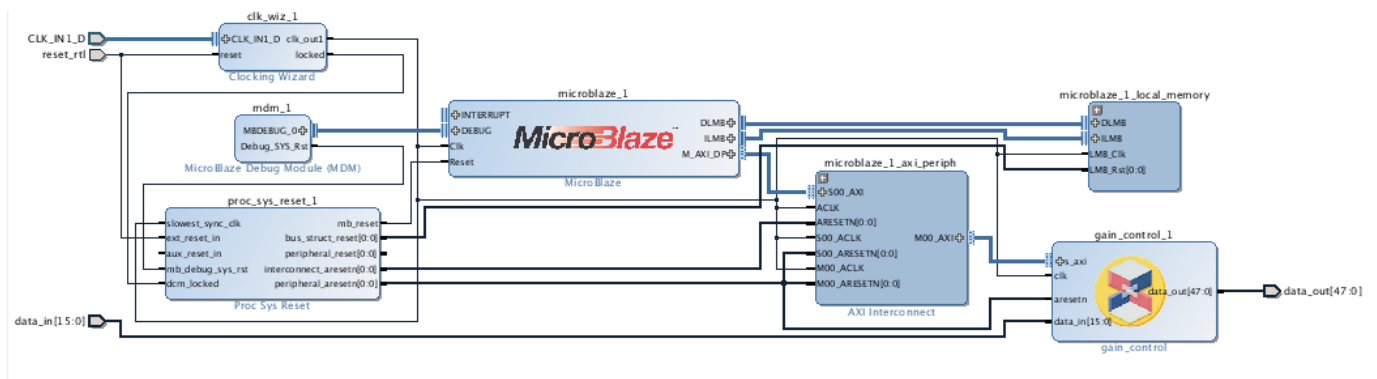 clk_wiz_1
CLK_IN1_D
CLK_IN1_D clk_out1
reset_rtl
reset locked
Clocking Wizard
mdm_1
MBDEBUG_0
Debug_SYS_Rst
MicroBlaze Debug Module (MDM)
microblaze_1
INTERRUPT
DEBUG
Clk
Reset
MicroBlaze
DLMB
ILMB
M_AXI_DP
MicroBlaze
microblaze_1_local_memory
DLMB
ILMB
LMB_Clk
LMB_Rst[0:0]
proc_sys_reset_1
slowest_sync_clk mb_reset
ext_reset_in bus_struct_reset[0:0]
aux_reset_in peripheral_reset[0:0]
mb_debug_sys_rst interconnect_aresetn[0:0]
dcm_locked peripheral_aresetn[0:0]
Proc Sys Reset
microblaze_1_axi_periph
S00_AXI
ACLK
ARESETN[0:0]
S00_ACLK M00_AXI
S00_ARESETN[0:0]
M00_ACLK
M00_ARESETN[0:0]
AXI Interconnect
gain_control_1
s_axi
clk
data_out[47:0]
aresetn
data_in[15:0]
gain_control
data_out[47:0]
data_in[15:0]